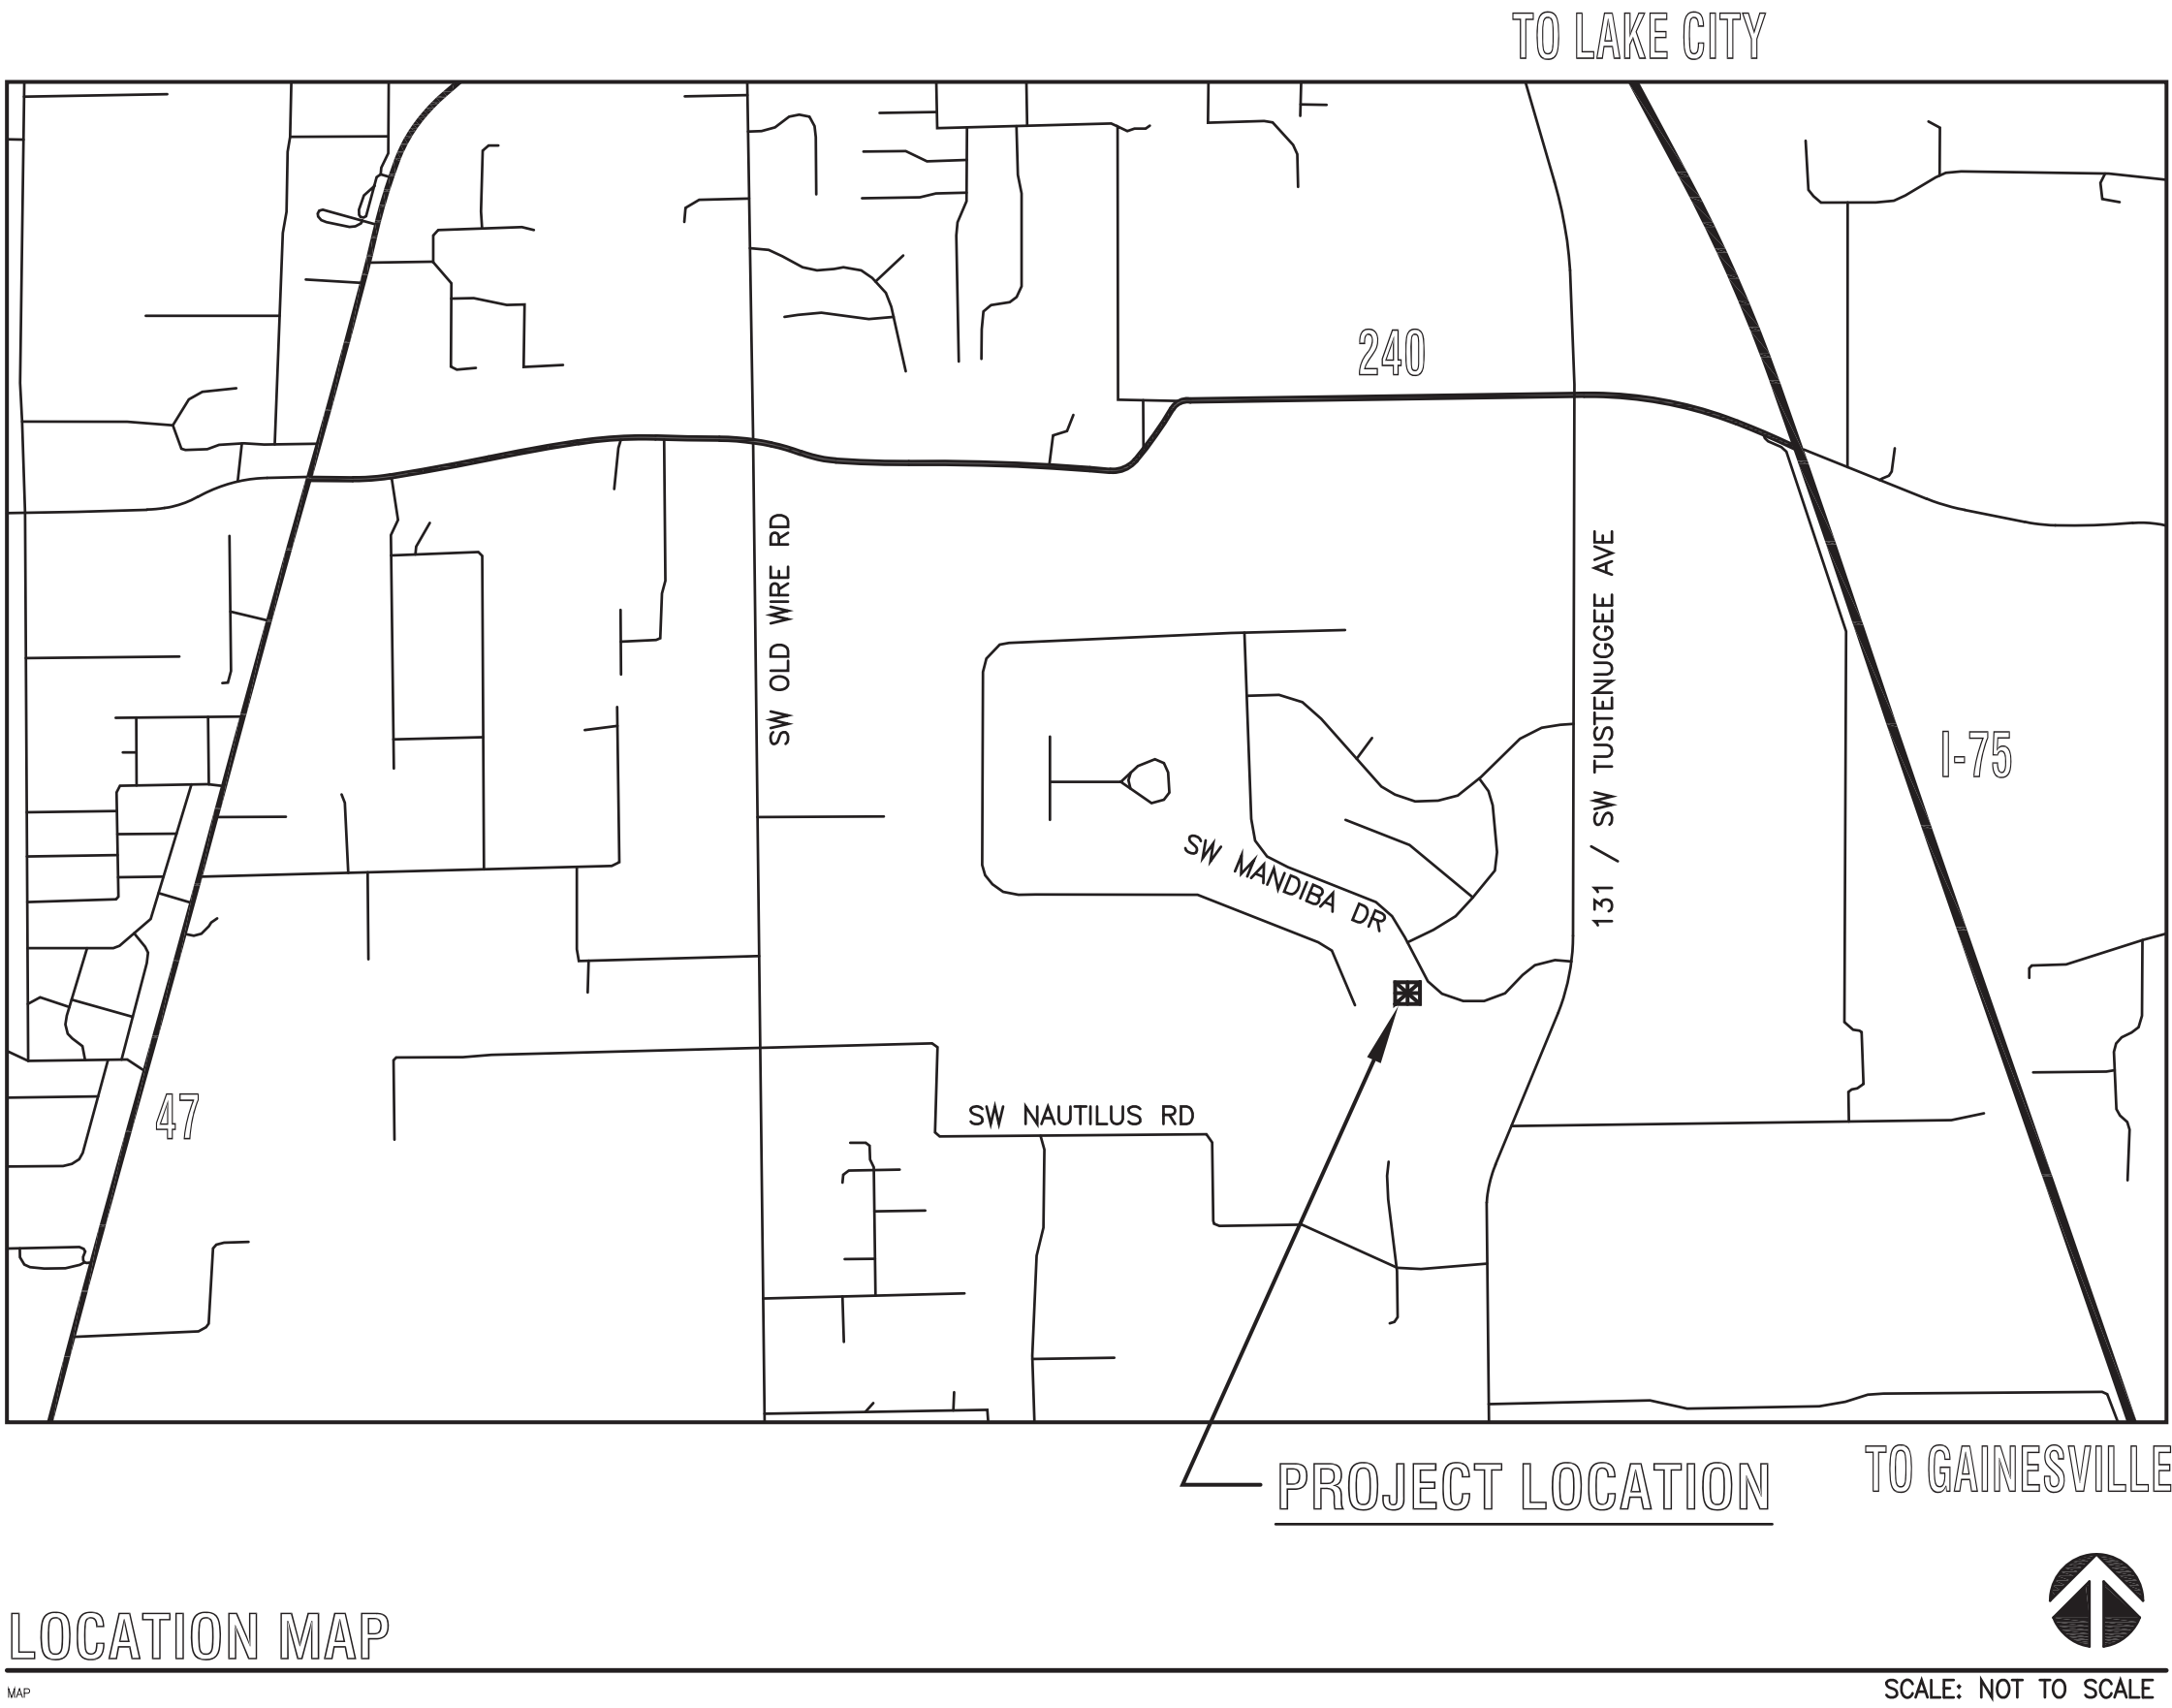 TO LAKE CITY
240
SW OLD WIRE RD
131 / SW TUSTENUGGEE AVE
I-75
SW MANDIBA DR
47
SW NAUTILUS RD
PROJECT LOCATION
TO GAINESVILLE
LOCATION MAP
MAP
SCALE: NOT TO SCALE